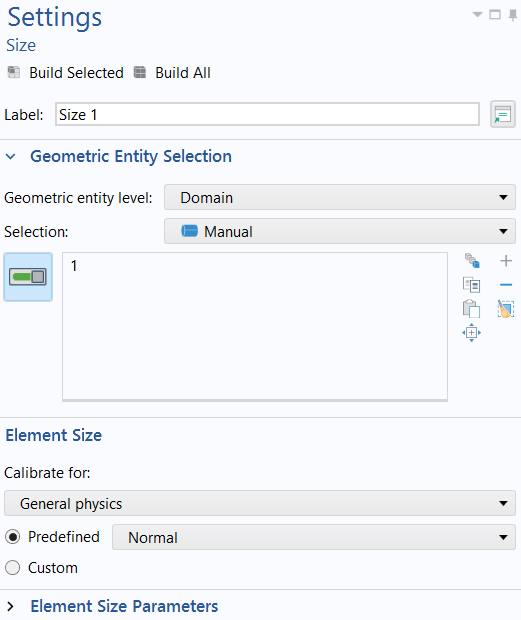 Settings
Size
Build Selected Build All
Label: Size 1
Geometric Entity Selection
Geometric entity level: Domain
Selection: Manual
1
Element Size
Calibrate for:
General physics
Predefined Normal
Custom
Element Size Parameters